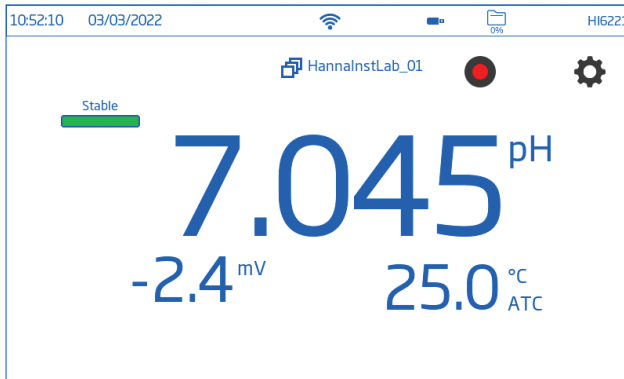 10:52:10 03/03/2022 0% HI6221
HannaInstLab_01
Stable
7.045 pH
-2.4 mV 25.0 °C
ATC